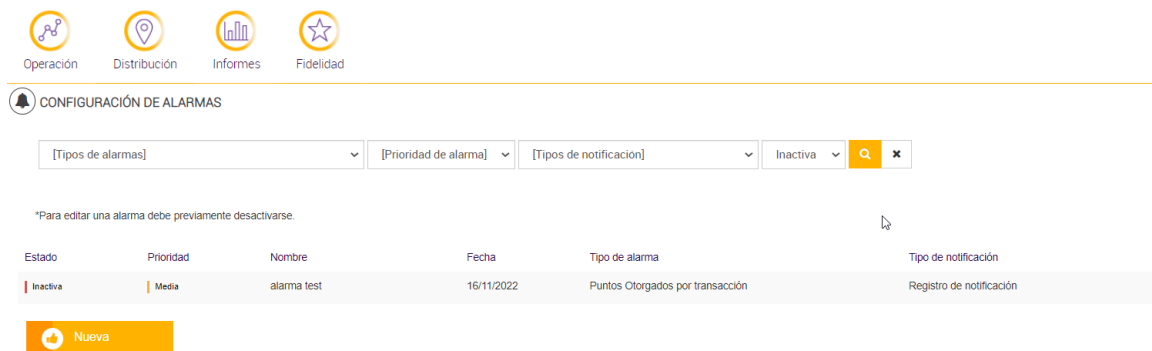 Operación Distribución Informes Fidelidad
CONFIGURACIÓN DE ALARMAS
[Tipos de alarmas] [Prioridad de alarma] [Tipos de notificación] Inactiva
*Para editar una alarma debe previamente desactivarse.
Estado Prioridad Nombre Fecha Tipo de alarma Tipo de notificación
Inactiva Media alarma test 16/11/2022 Puntos Otorgados por transacción Registro de notificación
Nueva